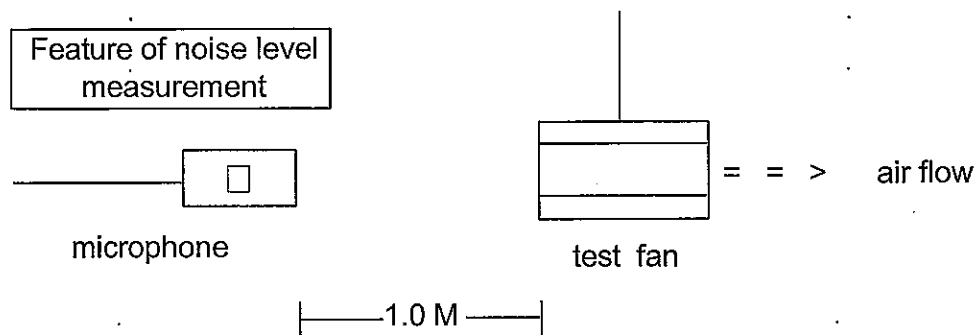 Feature of noise level
measurement
= = > air flow
microphone
test fan
1.0 M